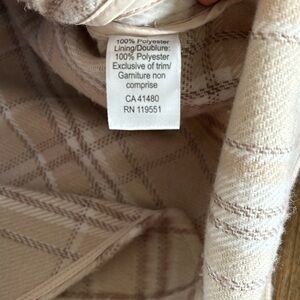 100% Polyester
Lining/Doublure:
100% Polyester
Exclusive of trim/
Garniture non
comprise
CA 41480
RN 119551